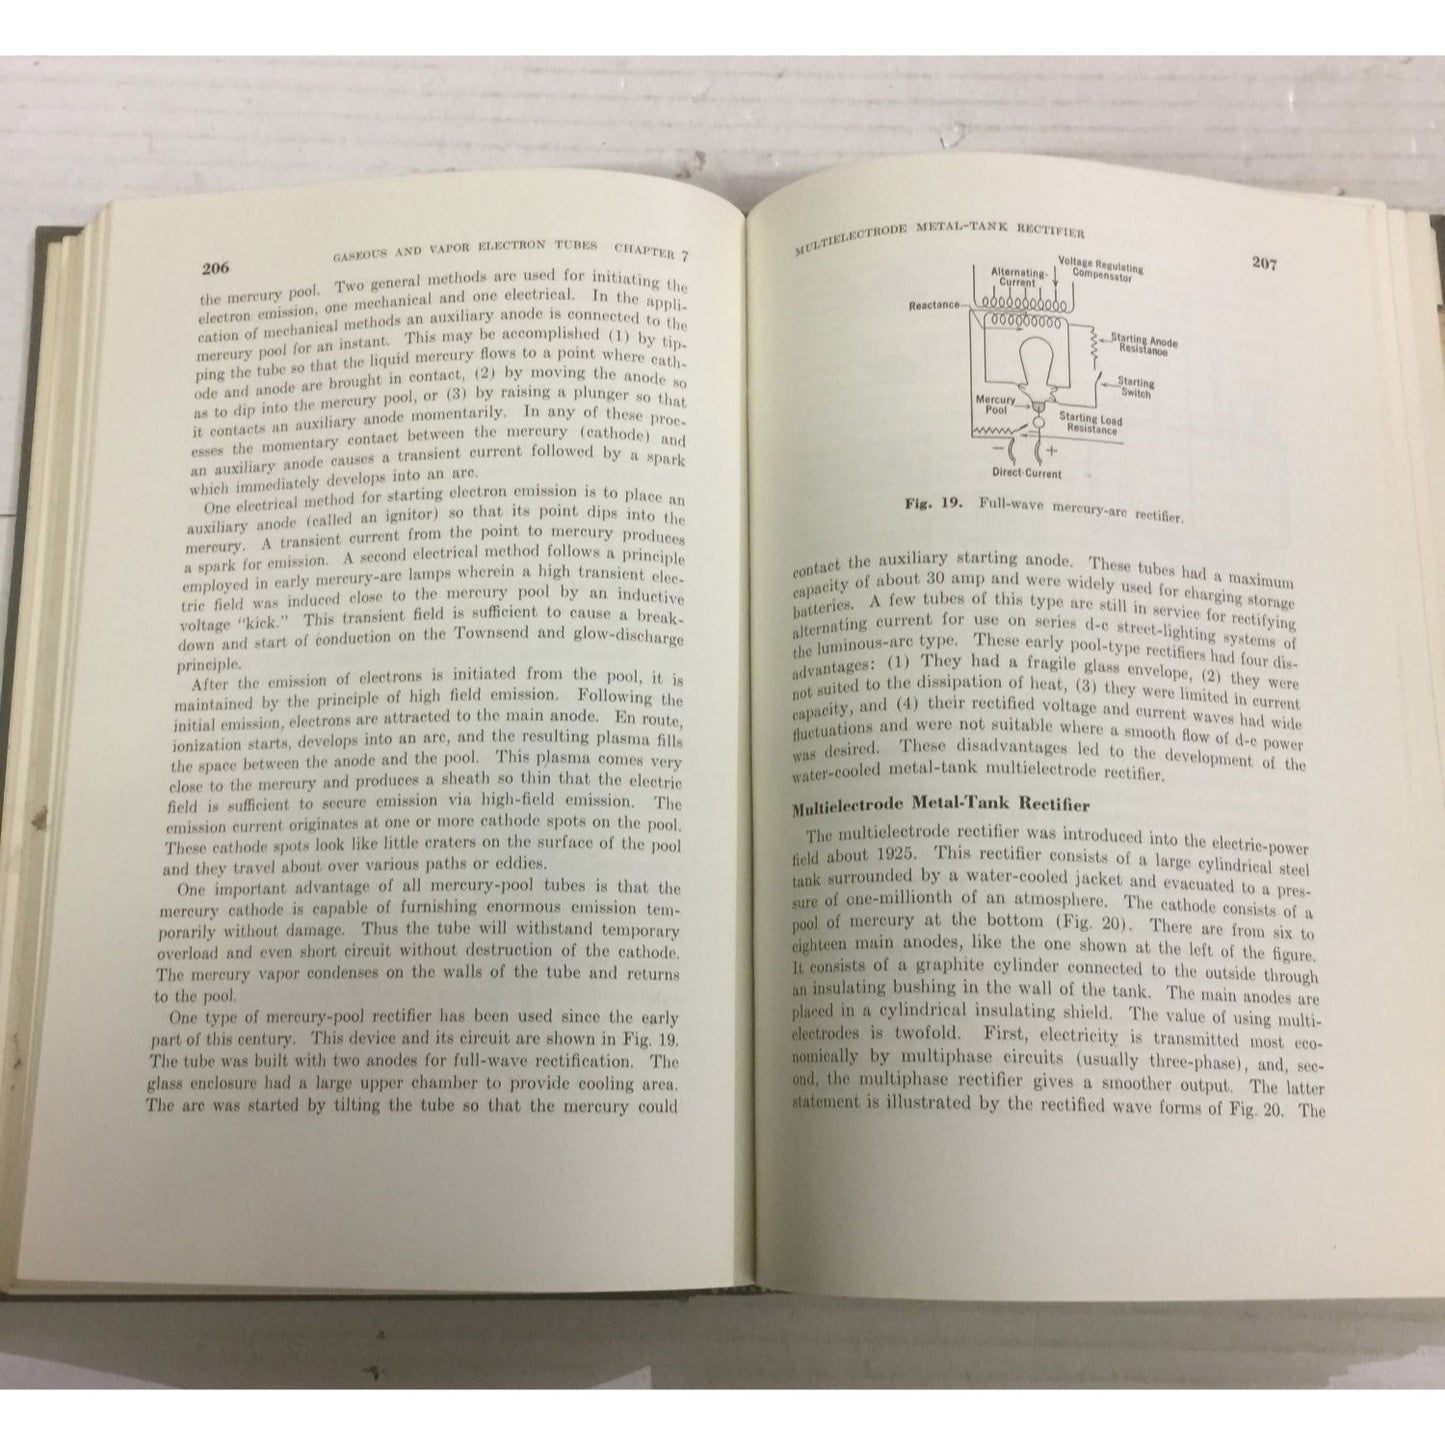 206 GASEOUS AND VAPOR ELECTRON TUBES CHAPTER 7
the mercury pool. Two general methods are used for initiating the
electron emission, one mechanical and one electrical. In the appli-
cation of mechanical methods an auxiliary anode is connected to the
mercury pool for an instant. This may be accomplished (1) by tip-
ping the tube so that the liquid mercury flows to a point where cath-
ode and anode are brought in contact, (2) by moving the anode so
as to dip into the mercury pool, or (3) by raising a plunger so that
it contacts an auxiliary anode momentarily. In any of these proc-
esses the momentary contact between the mercury (cathode) and
an auxiliary anode causes a transient current followed by a spark
which immediately develops into an arc.
One electrical method for starting electron emission is to place an
auxiliary anode (called an ignitor) so that its point dips into the
mercury. A transient current from the point to mercury produces
a spark for emission. A second electrical method follows a principle
employed in early mercury-arc lamps wherein a high transient elec-
tric field was induced close to the mercury pool by an inductive
voltage "kick." This transient field is sufficient to cause a break-
down and start of conduction on the Townsend and glow-discharge
principle.
After the emission of electrons is initiated from the pool, it is
maintained by the principle of high field emission. Following the
initial emission, electrons are attracted to the main anode. En route,
ionization starts, develops into an arc, and the resulting plasma fills
the space between the anode and the pool. This plasma comes very
close to the mercury and produces a sheath so thin that the electric
field is sufficient to secure emission via high-field emission. The
emission current originates at one or more cathode spots on the pool.
These cathode spots look like little craters on the surface of the pool
and they travel about over various paths or eddies.
One important advantage of all mercury-pool tubes is that the
mercury cathode is capable of furnishing enormous emission tem-
porarily without damage. Thus the tube will withstand temporary
overload and even short circuit without destruction of the cathode.
The mercury vapor condenses on the walls of the tube and returns
to the pool.
One type of mercury-pool rectifier has been used since the early
part of this century. This device and its circuit are shown in Fig. 19.
The tube was built with two anodes for full-wave rectification. The
glass enclosure had a large upper chamber to provide cooling area.
The arc was started by tilting the tube so that the mercury could
MULTIELECTRODE METAL-TANK RECTIFIER 207
Voltage Regulating
Compensator
Alternating-
Current
Reactance
Starting Anode
Resistance
Starting
Switch
Mercury
Pool
Starting Load
Resistance
− +
Direct-Current
Fig. 19. Full-wave mercury-arc rectifier.
contact the auxiliary starting anode. These tubes had a maximum
capacity of about 30 amp and were widely used for charging storage
batteries. A few tubes of this type are still in service for rectifying
alternating current for use on series d-c street-lighting systems of
the luminous-arc type. These early pool-type rectifiers had four dis-
advantages: (1) They had a fragile glass envelope, (2) they were
not suited to the dissipation of heat, (3) they were limited in current
capacity, and (4) their rectified voltage and current waves had wide
fluctuations and were not suitable where a smooth flow of d-c power
was desired. These disadvantages led to the development of the
water-cooled metal-tank multielectrode rectifier.
Multielectrode Metal-Tank Rectifier
The multielectrode rectifier was introduced into the electric-power
field about 1925. This rectifier consists of a large cylindrical steel
tank surrounded by a water-cooled jacket and evacuated to a pres-
sure of one-millionth of an atmosphere. The cathode consists of a
pool of mercury at the bottom (Fig. 20). There are from six to
eighteen main anodes, like the one shown at the left of the figure.
It consists of a graphite cylinder connected to the outside through
an insulating bushing in the wall of the tank. The main anodes are
placed in a cylindrical insulating shield. The value of using multi-
electrodes is twofold. First, electricity is transmitted most eco-
nomically by multiphase circuits (usually three-phase), and, sec-
ond, the multiphase rectifier gives a smoother output. The latter
statement is illustrated by the rectified wave forms of Fig. 20. The